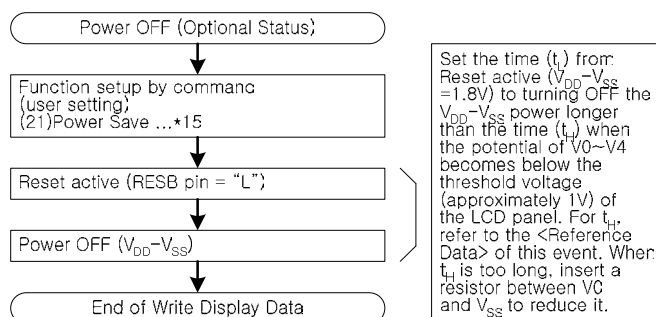 Power OFF (Optional Status)
Function setup by command
(user setting)
(21)Power Save ...*15
Reset active (RESB pin = "L")
Power OFF (VDD-VSS)
End of Write Display Data
Set the time (tL) from
Reset active (VDD-VSS
=1.8V) to turning OFF the
VDD-VSS power longer
than the time (tH) when
the potential of V0~V4
becomes below the
threshold voltage
(approximately 1V) of
the LCD panel. For tH,
refer to the <Reference
Data> of this event. When
tH is too long, insert a
resistor between VC
and VSS to reduce it.